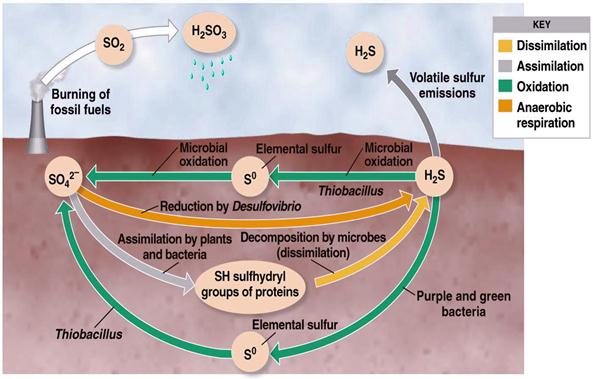 SO₂
H₂SO₃
H₂S
Burning of
fossil fuels
Volatile sulfur
emissions
KEY
Dissimilation
Assimilation
Oxidation
Anaerobic
respiration
Microbial
oxidation
Elemental sulfur
Microbial
oxidation
SO₄²⁻
S⁰
H₂S
Thiobacillus
Reduction by Desulfovibrio
Assimilation by plants
and bacteria
Decomposition by microbes
(dissimilation)
SH sulfhydryl
groups of proteins
Purple and green
bacteria
Thiobacillus
Elemental sulfur
S⁰